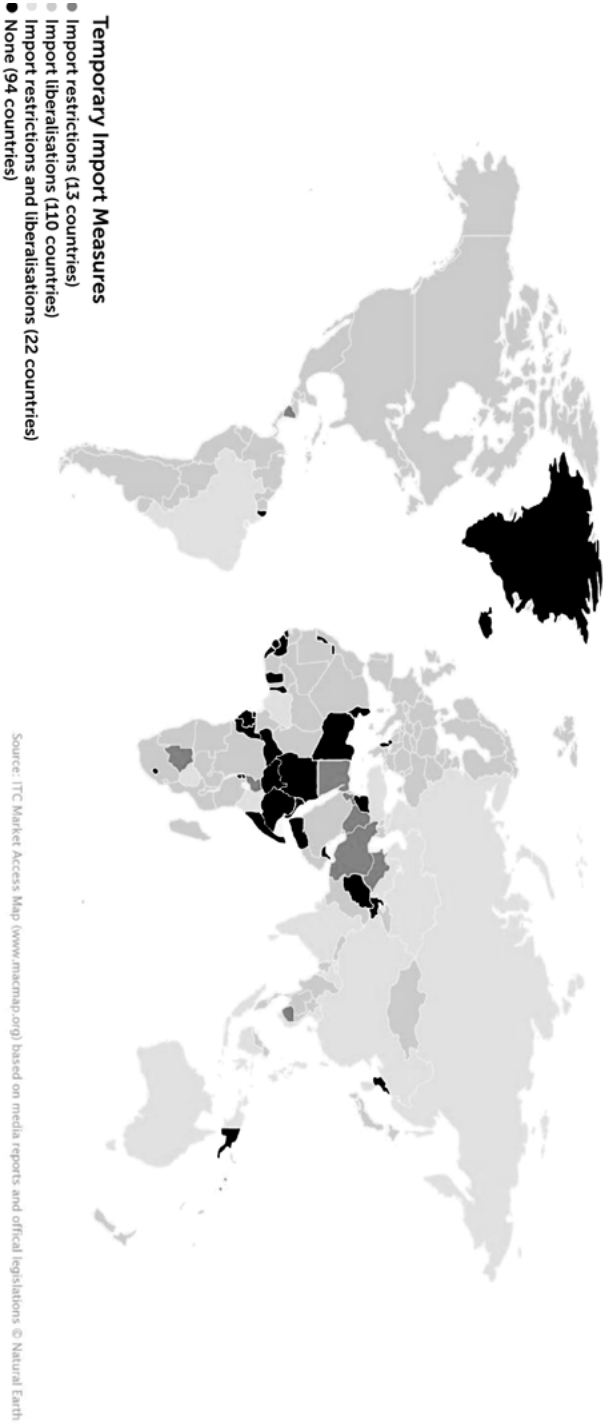 Temporary Import Measures
Import restrictions (13 countries)
Import liberalisations (110 countries)
Import restrictions and liberalisations (22 countries)
None (94 countries)
Source: ITC Market Access Map (www.macmap.org) based on media reports and offical legislations © Natural Earth